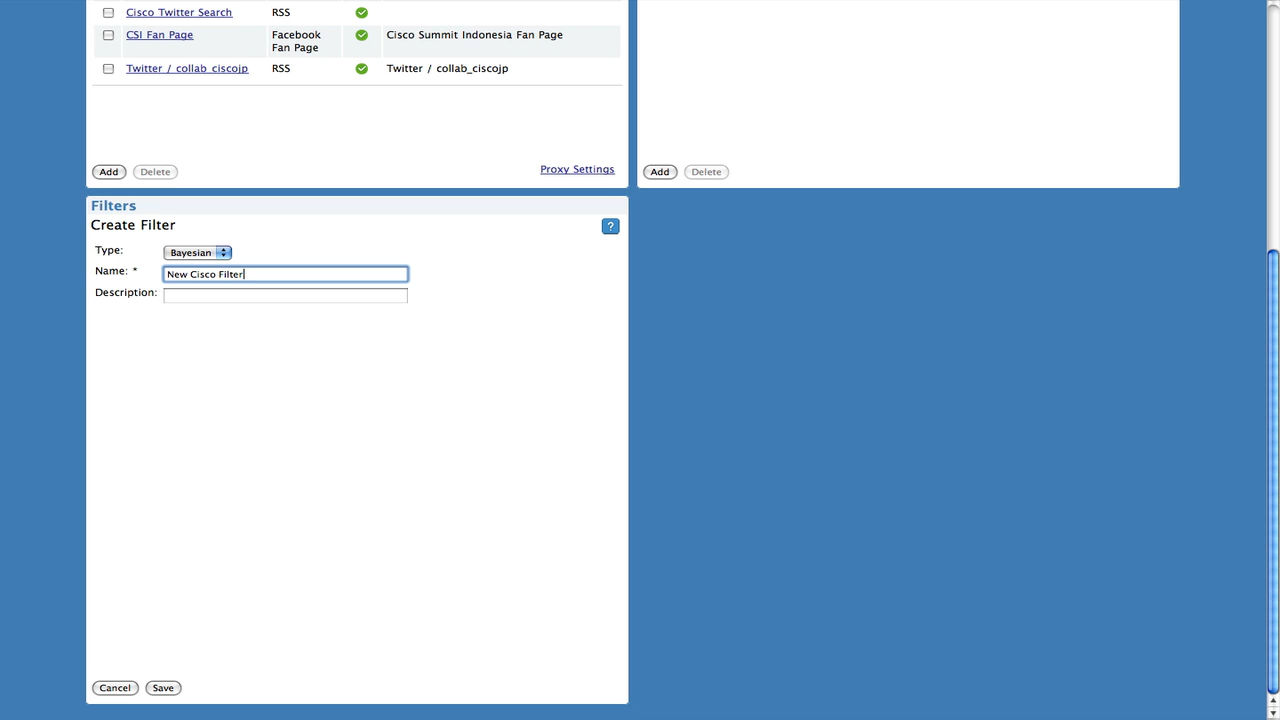 Cisco Twitter Search RSS
CSI Fan Page Facebook Fan Page Cisco Summit Indonesia Fan Page
Twitter / collab_ciscojp RSS Twitter / collab_ciscojp
Add Delete Proxy Settings
Add Delete
Filters
Create Filter
?
Type: Bayesian
Name: * New Cisco Filter
Description:
Cancel Save